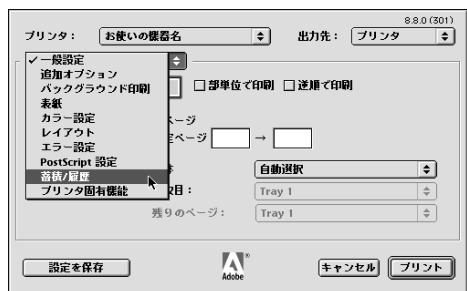 8.8.0 (301)
プリンタ： お使いの機器名 出力先： プリンタ
✓一般設定
追加オプション
バックグラウンド印刷
表紙
カラー設定
レイアウト
エラー設定
PostScript 設定
蓄積/履歴
プリンタ固有機能
部単位で印刷 逆順で印刷
ページ
ページ →
自動選択
目： Tray 1
残りのページ： Tray 1
設定を保存 Adobe キャンセル プリント